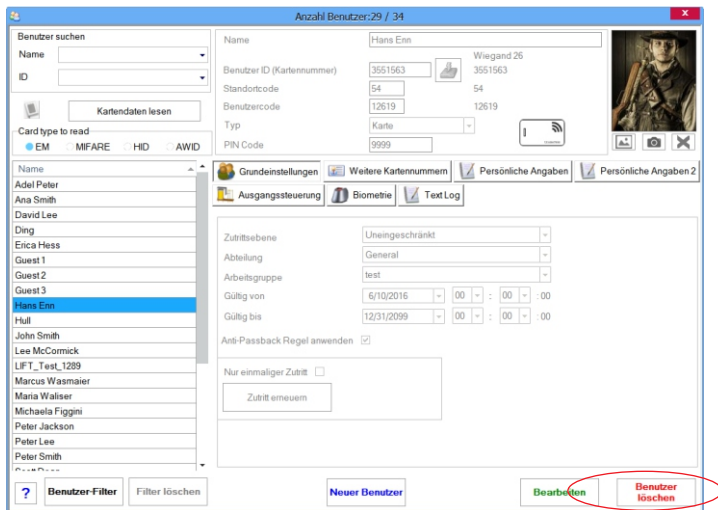 Anzahl Benutzer:29 / 34
x
Benutzer suchen
Name
ID
Kartendaten lesen
Card type to read
EM MIFARE HID AWID
Name
Adel Peter
Ana Smith
David Lee
Ding
Erica Hess
Guest 1
Guest 2
Guest 3
Hans Enn
Hull
John Smith
Lee McCormick
LIFT_Test_1289
Marcus Wasmaier
Maria Waliser
Michaela Figgini
Peter Jackson
Peter Lee
Peter Smith
Name Hans Enn
Wiegand 26
Benutzer ID (Kartennummer) 3551563 3551563
Standortcode 54 54
Benutzercode 12619 12619
Typ Karte
PIN Code 9999
Grundeinstellungen Weitere Kartennummern Persönliche Angaben Persönliche Angaben 2
Ausgangssteuerung Biometrie Text Log
Zutrittsebene Uneingeschränkt
Abteilung General
Arbeitsgruppe test
Gültig von 6/10/2016 00 : 00 :00
Gültig bis 12/31/2099 00 : 00 :00
Anti-Passback Regel anwenden
Nur einmaliger Zutritt
Zutritt erneuern
? Benutzer-Filter Filter löschen Neuer Benutzer Bearbeiten Benutzer
löschen